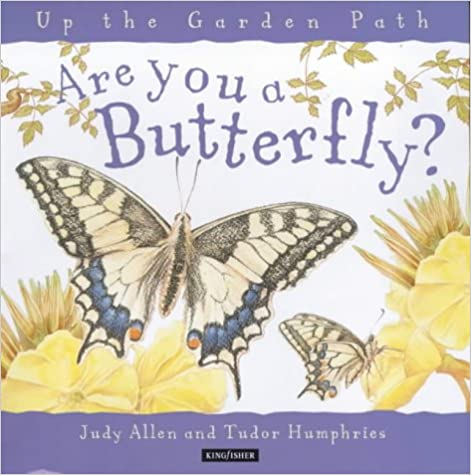 Up the Garden Path
Are you a
Butterfly?
Judy Allen and Tudor Humphries
KINGFISHER